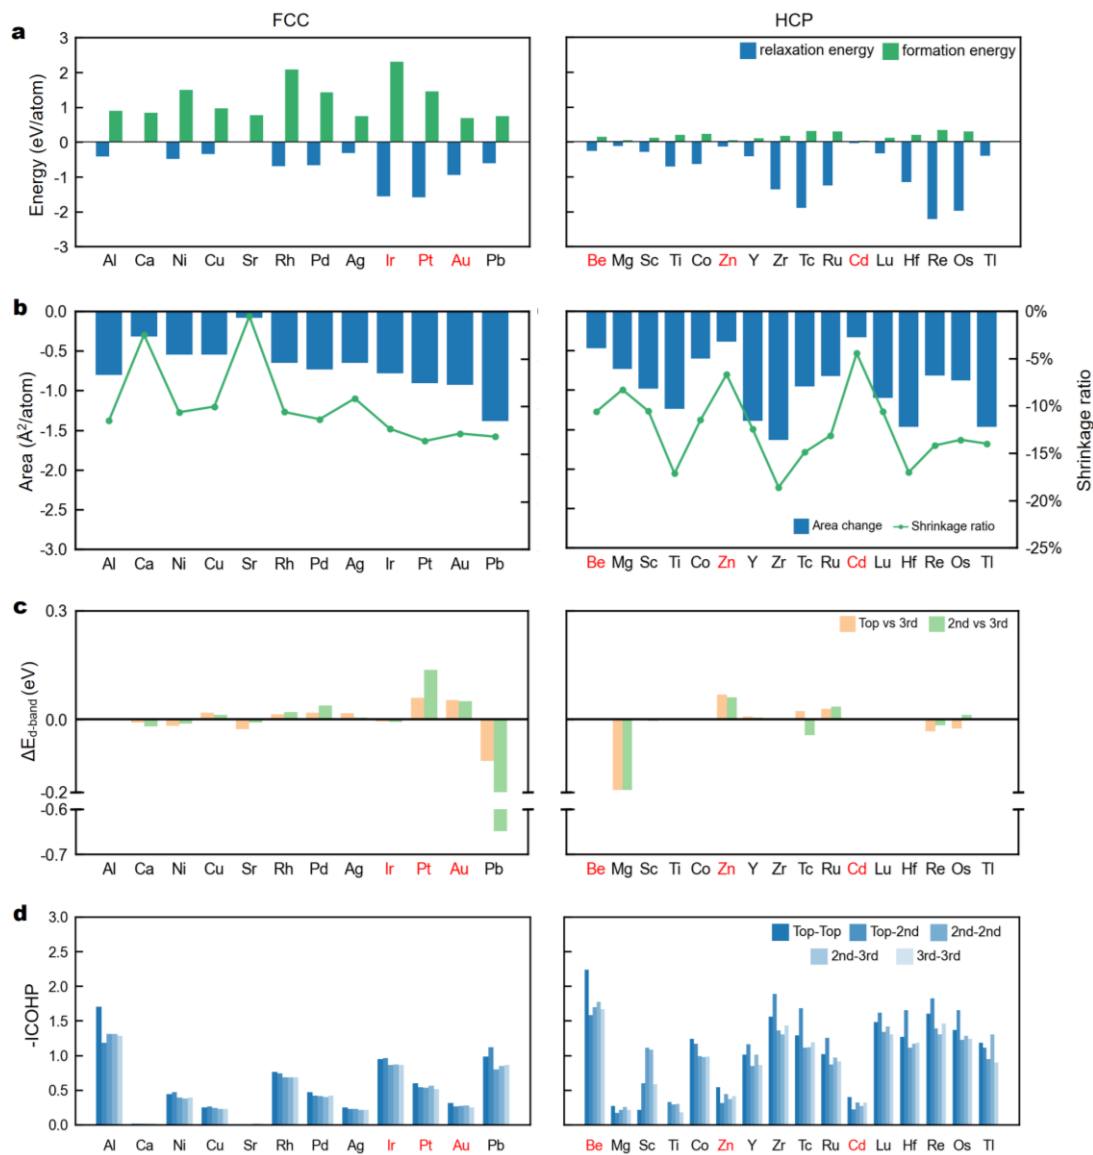 FCC HCP
a
3 relaxation energy formation energy
2
1
0
-1
-2
-3
Energy (eV/atom)
Al Ca Ni Cu Sr Rh Pd Ag Ir Pt Au Pb Be Mg Sc Ti Co Zn Y Zr Tc Ru Cd Lu Hf Re Os Tl
b
0.0 0%
-0.5 -5%
-1.0 -10%
-1.5 -15%
-2.0 -20%
-2.5 Area change Shrinkage ratio
-3.0 -25%
Area (Å²/atom)
Shrinkage ratio
Al Ca Ni Cu Sr Rh Pd Ag Ir Pt Au Pb Be Mg Sc Ti Co Zn Y Zr Tc Ru Cd Lu Hf Re Os Tl
c
0.3 Top vs 3rd 2nd vs 3rd
0.0
-0.2
-0.6
-0.7
ΔE d-band (eV)
Al Ca Ni Cu Sr Rh Pd Ag Ir Pt Au Pb Be Mg Sc Ti Co Zn Y Zr Tc Ru Cd Lu Hf Re Os Tl
d
3.0 Top-Top Top-2nd 2nd-2nd
2.5 2nd-3rd 3rd-3rd
2.0
1.5
1.0
0.5
0.0
-ICOHP
Al Ca Ni Cu Sr Rh Pd Ag Ir Pt Au Pb Be Mg Sc Ti Co Zn Y Zr Tc Ru Cd Lu Hf Re Os Tl